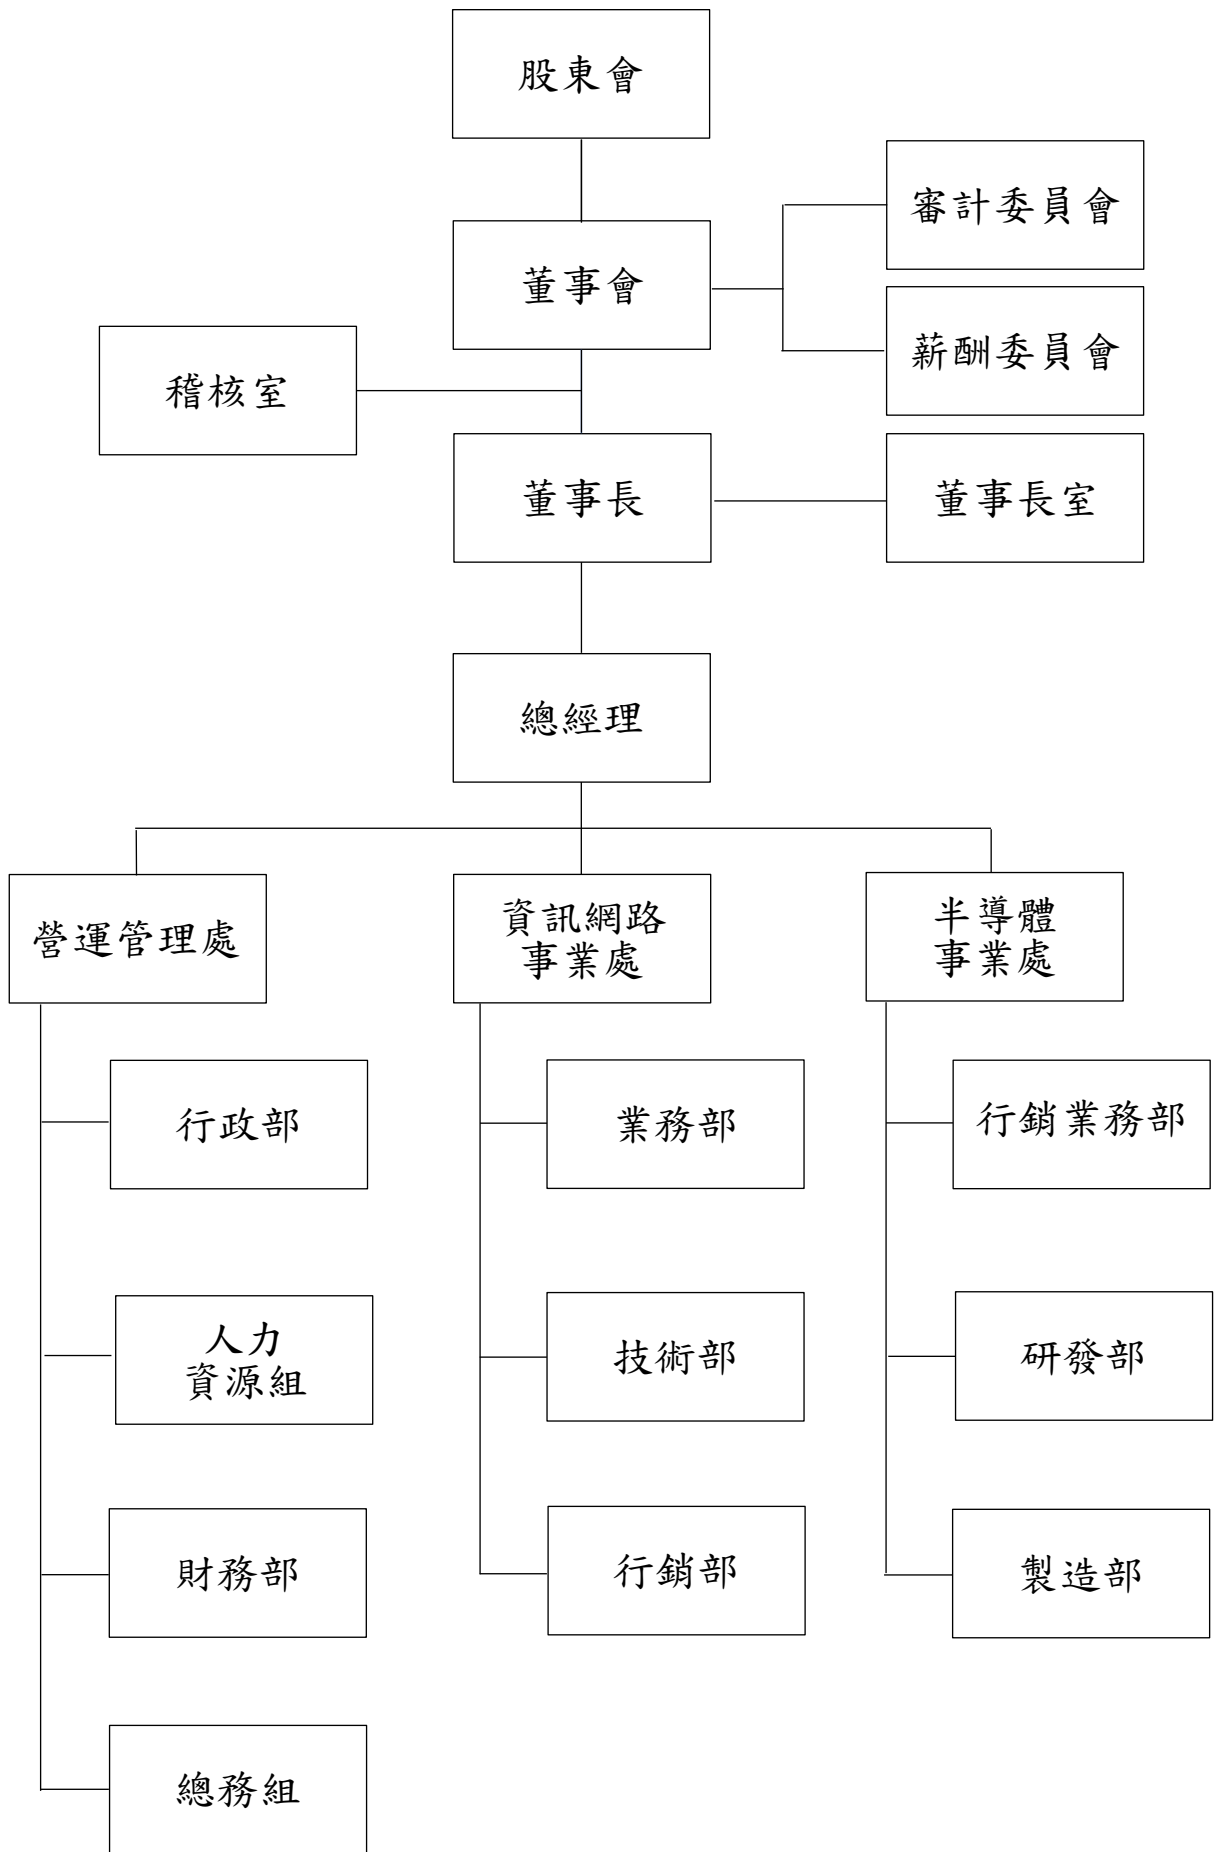 股東會
審計委員會
董事會
薪酬委員會
稽核室
董事長
董事長室
總經理
營運管理處
資訊網路
事業處
半導體
事業處
行政部
業務部
行銷業務部
人力
資源組
技術部
研發部
財務部
行銷部
製造部
總務組